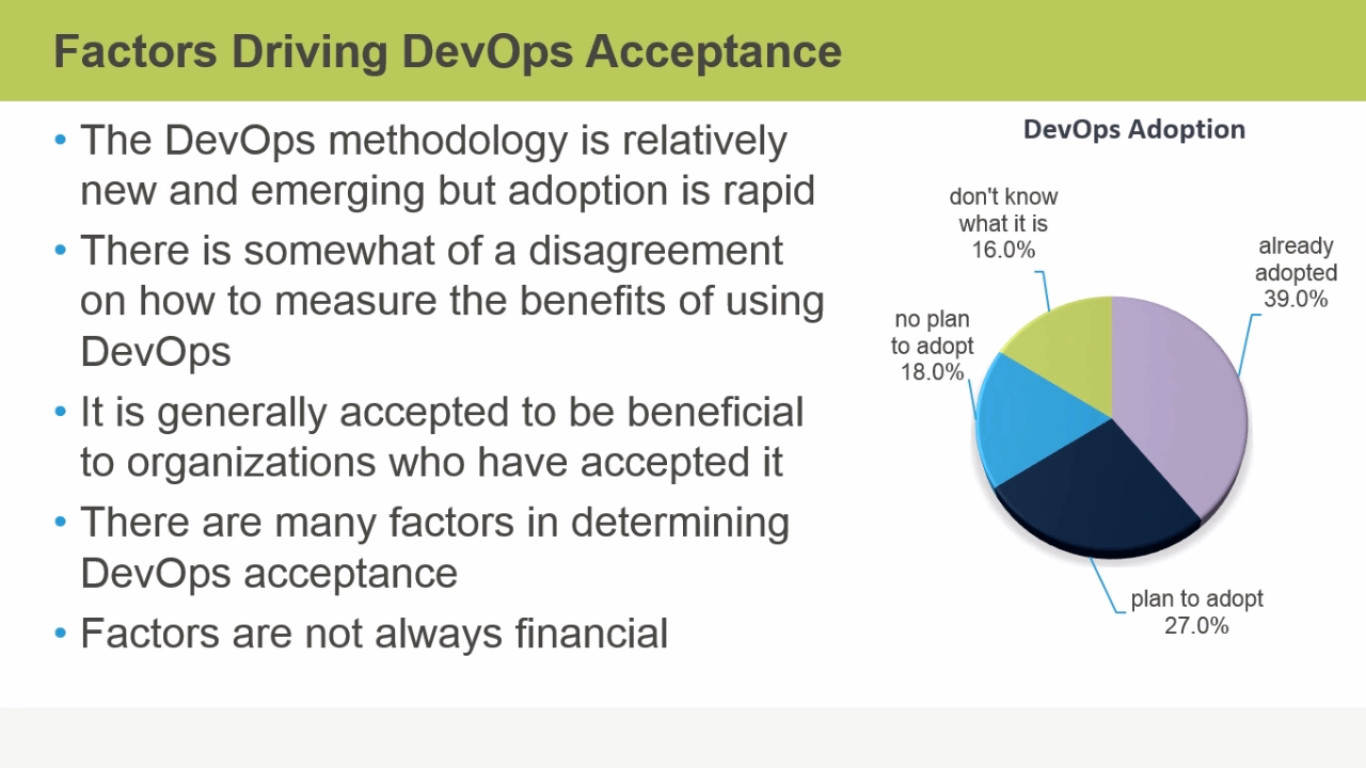 Factors Driving DevOps Acceptance
• The DevOps methodology is relatively
new and emerging but adoption is rapid
• There is somewhat of a disagreement
on how to measure the benefits of using
DevOps
• It is generally accepted to be beneficial
to organizations who have accepted it
• There are many factors in determining
DevOps acceptance
• Factors are not always financial
DevOps Adoption
don't know
what it is
16.0%
already
adopted
39.0%
no plan
to adopt
18.0%
plan to adopt
27.0%